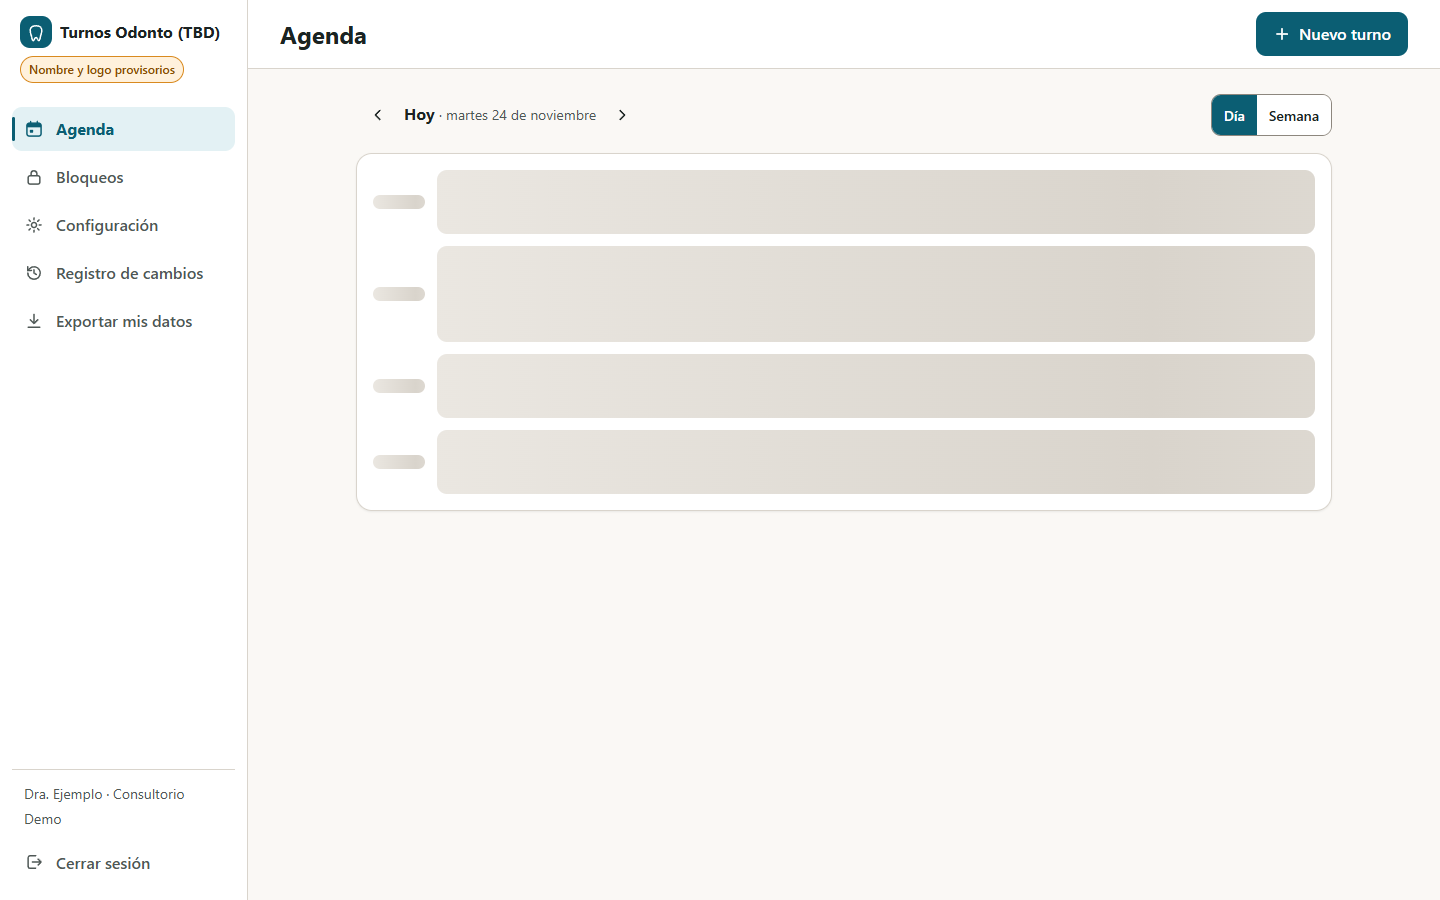 Turnos Odonto (TBD)
Nombre y logo provisorios
Agenda
Bloqueos
Configuración
Registro de cambios
Exportar mis datos
Dra. Ejemplo · Consultorio
Demo
Cerrar sesión
Agenda
Nuevo turno
Hoy · martes 24 de noviembre
Día
Semana